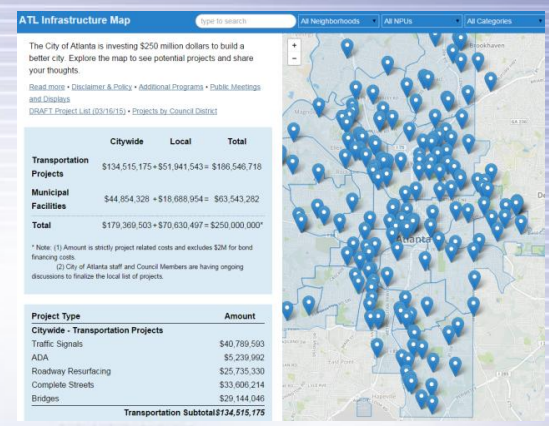 ATL Infrastructure Map
type to search
All Neighborhoods
All NPUs
All Categories
The City of Atlanta is investing $250 million dollars to build a
better city. Explore the map to see potential projects and share
your thoughts.
Read more • Disclaimer & Policy • Additional Programs • Public Meetings
and Displays
DRAFT Project List (03/16/15) • Projects by Council District
Citywide Local Total
Transportation Projects $134,515,175+$51,941,543= $186,546,718
Municipal Facilities $44,854,328 +$18,688,954= $63,543,282
Total $179,369,503+$70,630,497=$250,000,000*
* Note: (1) Amount is strictly project related costs and excludes $2M for bond
financing costs.
(2) City of Atlanta staff and Council Members are having ongoing
discussions to finalize the local list of projects.
Project Type Amount
Citywide - Transportation Projects
Traffic Signals $40,789,593
ADA $5,239,992
Roadway Resurfacing $25,735,330
Complete Streets $33,606,214
Bridges $29,144,046
Transportation Subtotal $134,515,175
+
-
Brookhaven
Atlanta
East Point
Hapeville